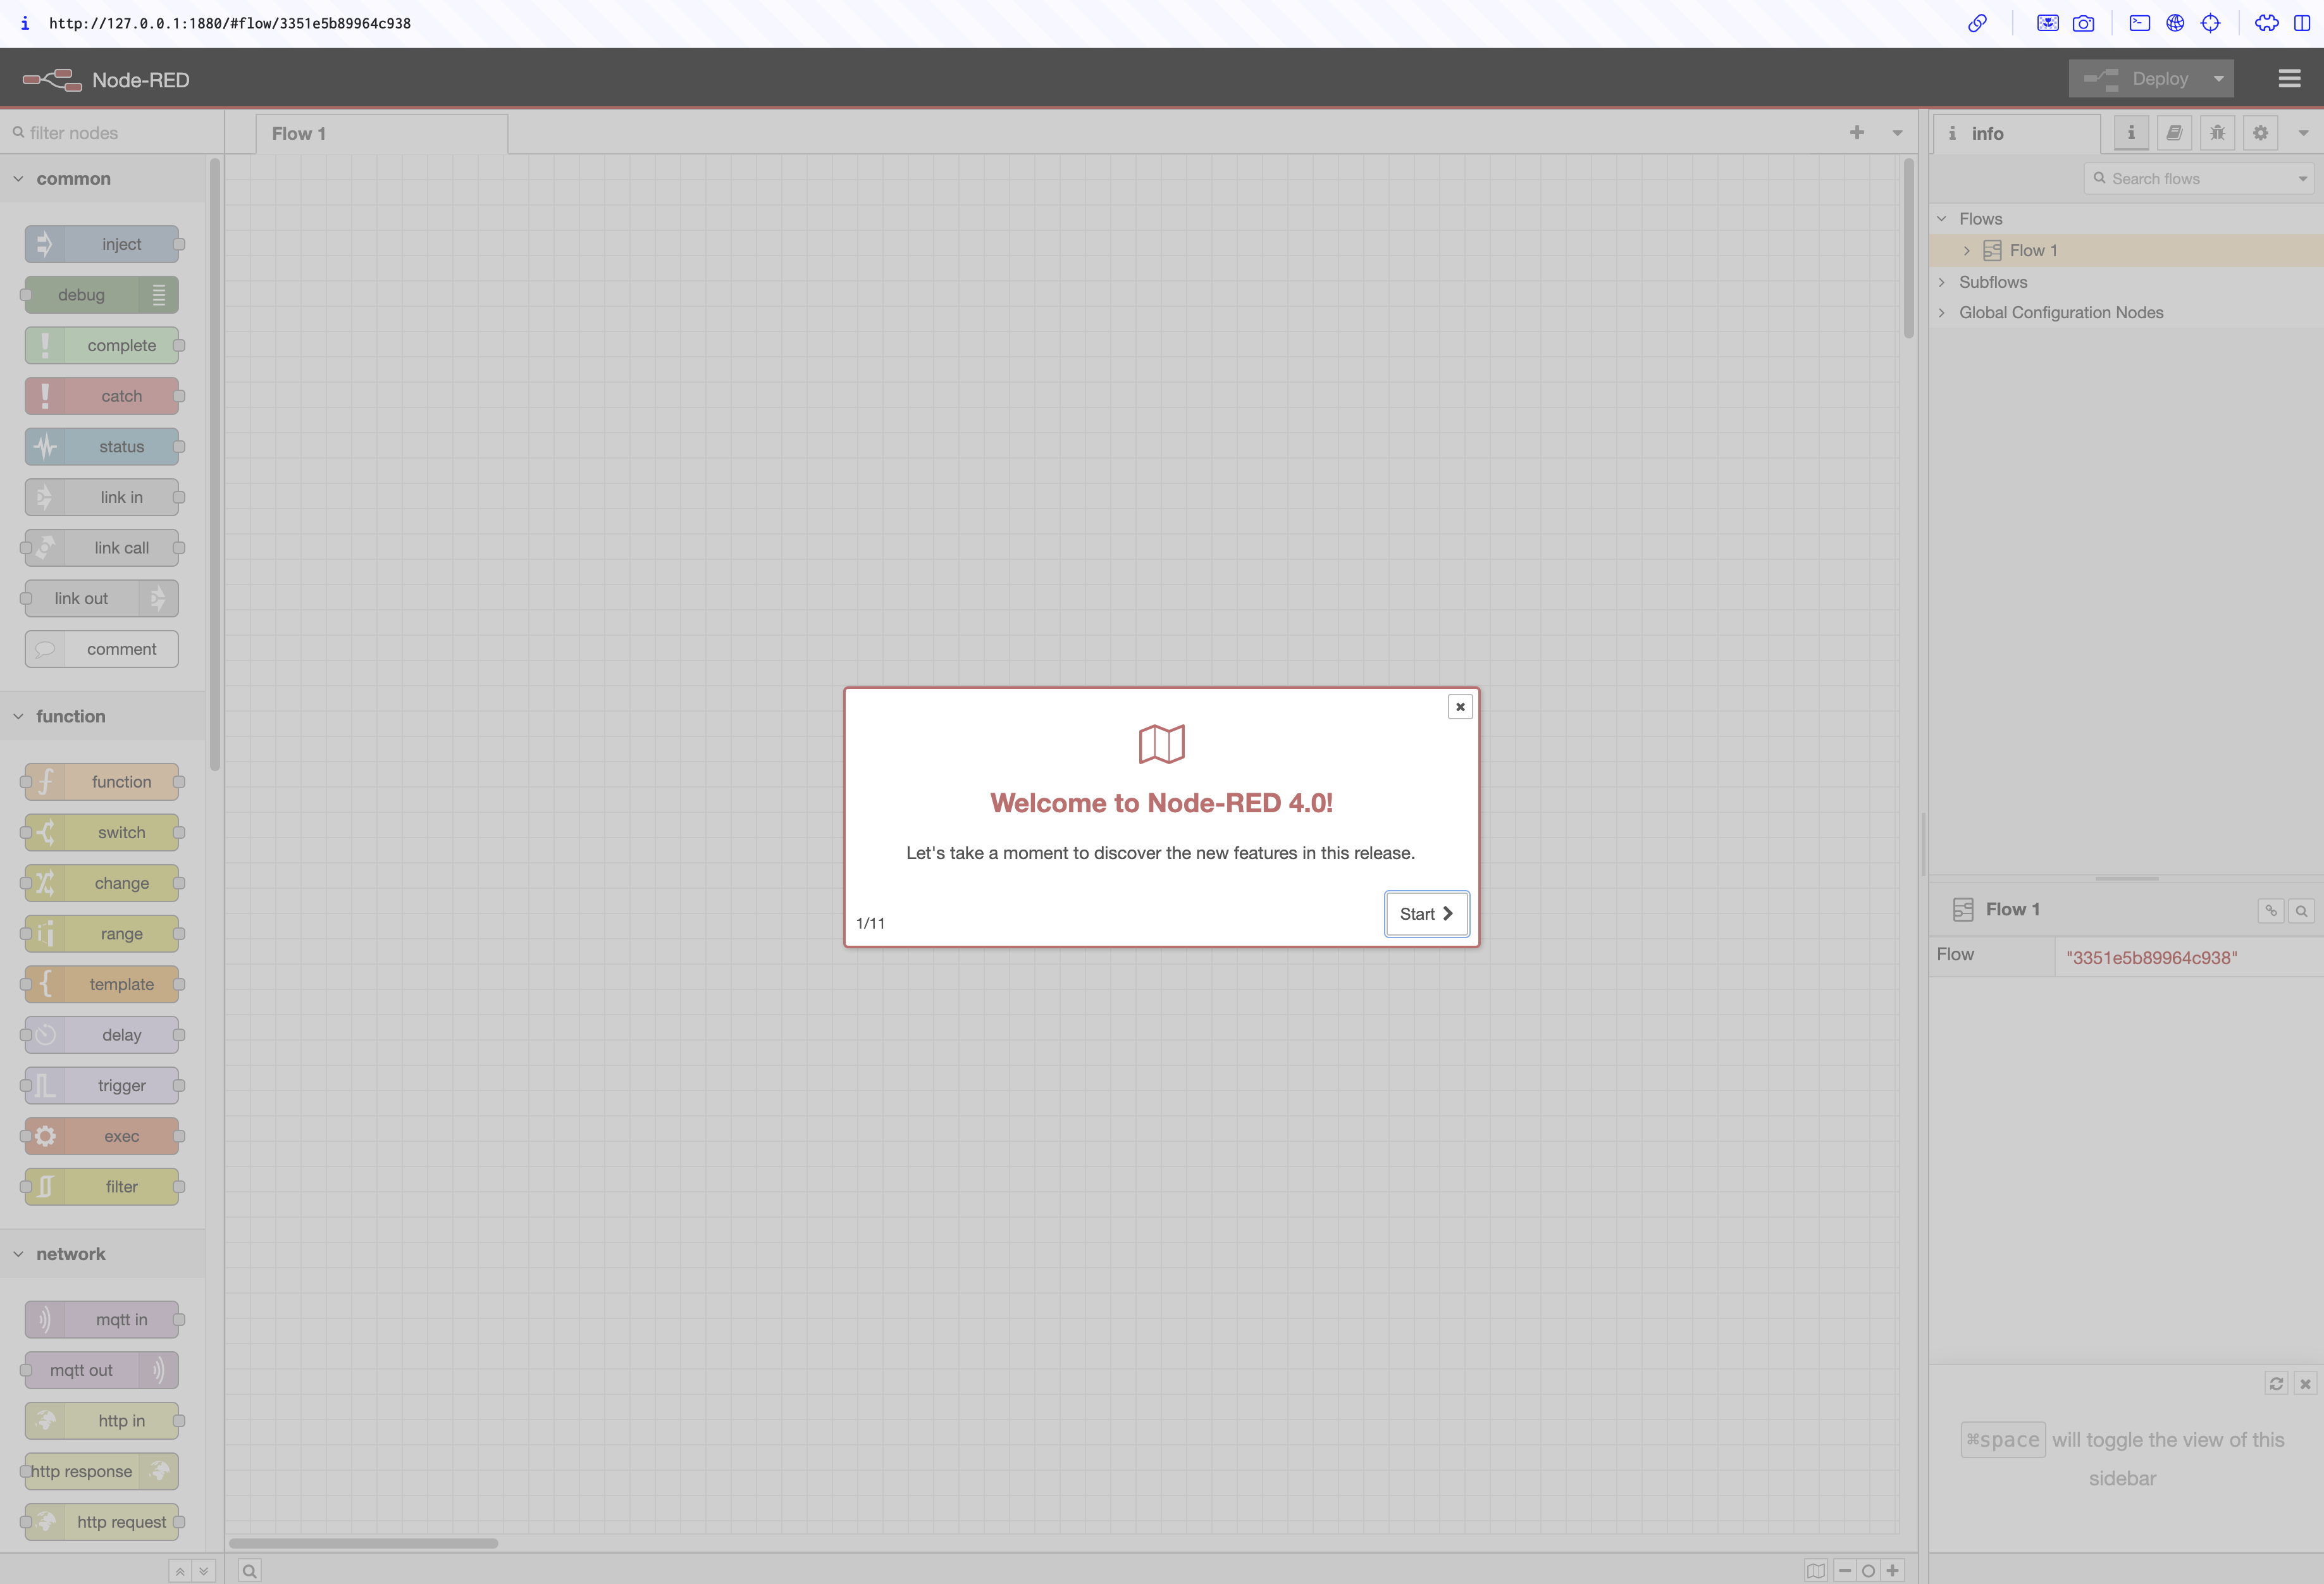 http://127.0.0.1:1880/#flow/3351e5b89964c938
Node-RED
Deploy
filter nodes
Flow 1
info
common
Search flows
inject
debug
complete
catch
status
link in
link call
link out
comment
function
function
switch
change
range
template
delay
trigger
exec
filter
network
mqtt in
mqtt out
http in
http response
http request
Welcome to Node-RED 4.0!
Let's take a moment to discover the new features in this release.
1/11
Start
Flows
Flow 1
Subflows
Global Configuration Nodes
Flow 1
Flow "3351e5b89964c938"
⌘space will toggle the view of this
sidebar